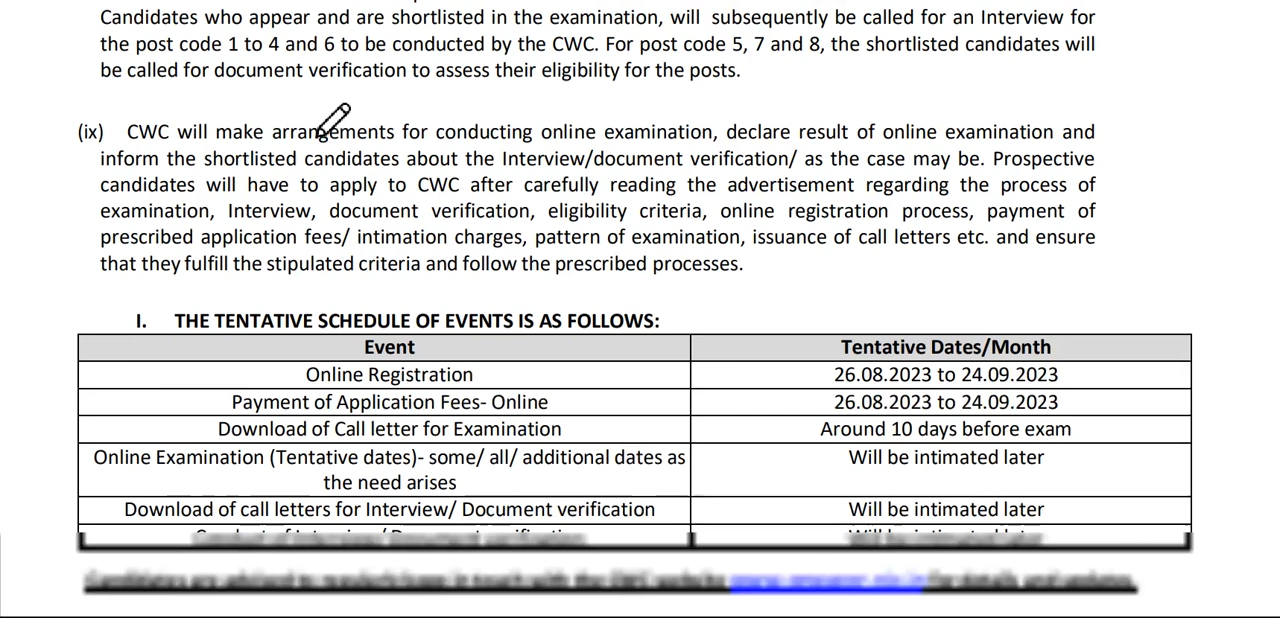 Candidates who appear and are shortlisted in the examination, will subsequently be called for an Interview for
the post code 1 to 4 and 6 to be conducted by the CWC. For post code 5, 7 and 8, the shortlisted candidates will
be called for document verification to assess their eligibility for the posts.
(ix) CWC will make arrangements for conducting online examination, declare result of online examination and
inform the shortlisted candidates about the Interview/document verification/ as the case may be. Prospective
candidates will have to apply to CWC after carefully reading the advertisement regarding the process of
examination, Interview, document verification, eligibility criteria, online registration process, payment of
prescribed application fees/ intimation charges, pattern of examination, issuance of call letters etc. and ensure
that they fulfill the stipulated criteria and follow the prescribed processes.
I. THE TENTATIVE SCHEDULE OF EVENTS IS AS FOLLOWS:
Event Tentative Dates/Month
Online Registration 26.08.2023 to 24.09.2023
Payment of Application Fees- Online 26.08.2023 to 24.09.2023
Download of Call letter for Examination Around 10 days before exam
Online Examination (Tentative dates)- some/ all/ additional dates as Will be intimated later
the need arises
Download of call letters for Interview/ Document verification Will be intimated later